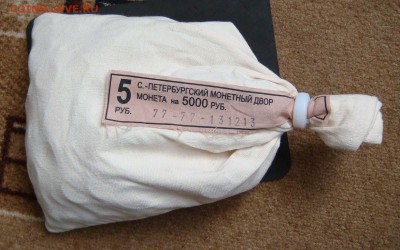 5 РУБ.
С.-ПЕТЕРБУРГСКИЙ МОНЕТНЫЙ ДВОР
МОНЕТА на 5000 РУБ.
77-77-131213